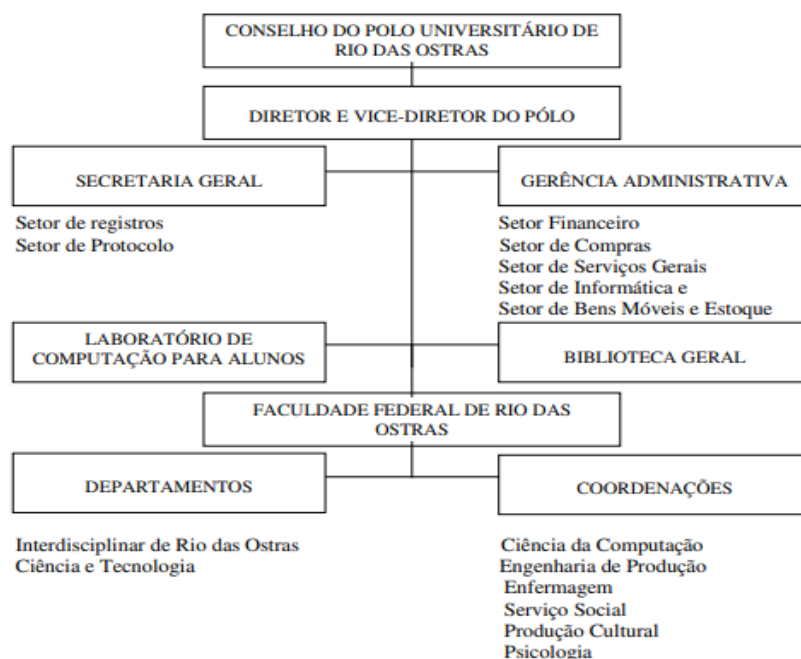 CONSELHO DO POLO UNIVERSITÁRIO DE
RIO DAS OSTRAS
DIRETOR E VICE-DIRETOR DO PÓLO
SECRETARIA GERAL
Setor de registros
Setor de Protocolo
GERÊNCIA ADMINISTRATIVA
Setor Financeiro
Setor de Compras
Setor de Serviços Gerais
Setor de Informática e
Setor de Bens Móveis e Estoque
LABORATÓRIO DE
COMPUTAÇÃO PARA ALUNOS
BIBLIOTECA GERAL
FACULDADE FEDERAL DE RIO DAS
OSTRAS
DEPARTAMENTOS
Interdisciplinar de Rio das Ostras
Ciência e Tecnologia
COORDENAÇÕES
Ciência da Computação
Engenharia de Produção
Enfermagem
Serviço Social
Produção Cultural
Psicologia